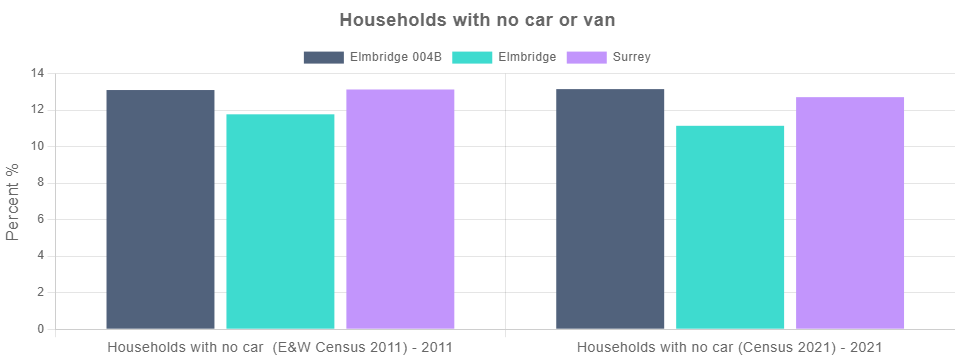 Households with no car or van
Elmbridge 004B Elmbridge Surrey
Percent %
14
12
10
8
6
4
2
0
Households with no car  (E&W Census 2011) - 2011
Households with no car (Census 2021) - 2021